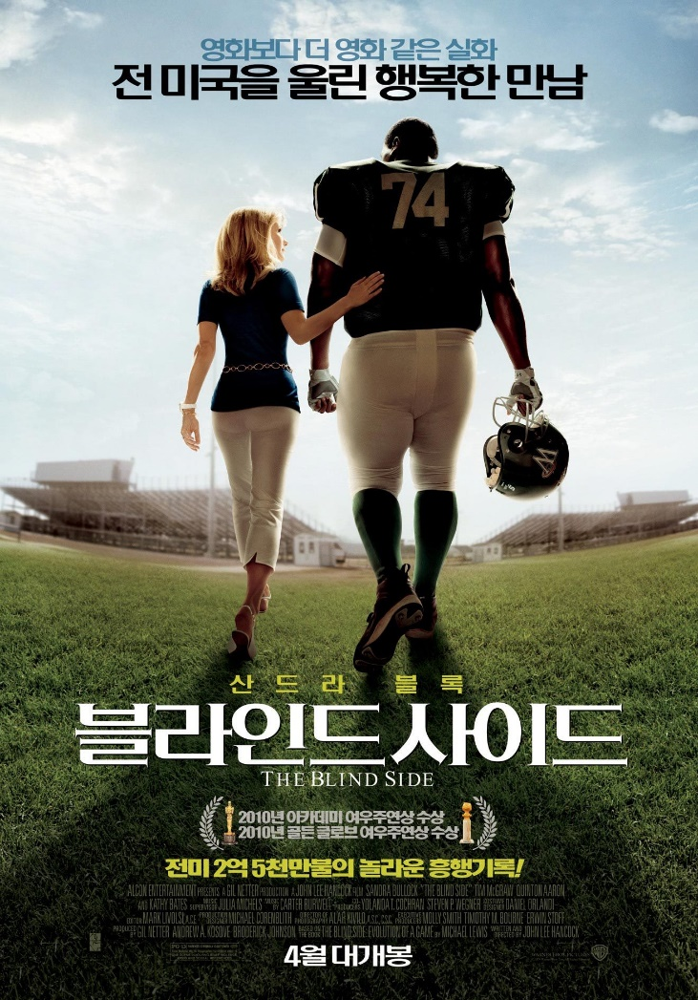 영화보다 더 영화 같은 실화
전 미국을 울린 행복한 만남
74
산드라 블록
블라인드 사이드
THE BLIND SIDE
2010년 아카데미 여우주연상 수상
2010년 골든 글로브 여우주연상 수상
전미 2억 5천만불의 놀라운 흥행기록!
ALCON ENTERTAINMENT PRESENTS A GIL NETTER PRODUCTION A JOHN LEE HANCOCK FILM SANDRA BULLOCK "THE BLIND SIDE" TIM McGRAW QUINTON AARON
AND KATHY BATES MUSIC SUPERVISOR JULIA MICHELS MUSIC BY CARTER BURWELL CO-PRODUCERS YOLANDA T. COCHRAN STEVEN P. WEGNER COSTUME DESIGNER DANIEL ORLANDI
EDITOR MARK LIVOLSI, A.C.E. PRODUCTION DESIGNER MICHAEL CORENBLITH DIRECTOR OF PHOTOGRAPHY ALAR KIVILO, A.S.C., C.S.C. EXECUTIVE PRODUCERS MOLLY SMITH TIMOTHY M. BOURNE ERWIN STOFF
PRODUCED BY GIL NETTER ANDREW A. KOSOVE BRODERICK JOHNSON BASED ON THE BOOK THE BLIND SIDE: EVOLUTION OF A GAME BY MICHAEL LEWIS WRITTEN AND DIRECTED BY JOHN LEE HANCOCK
4월 대개봉